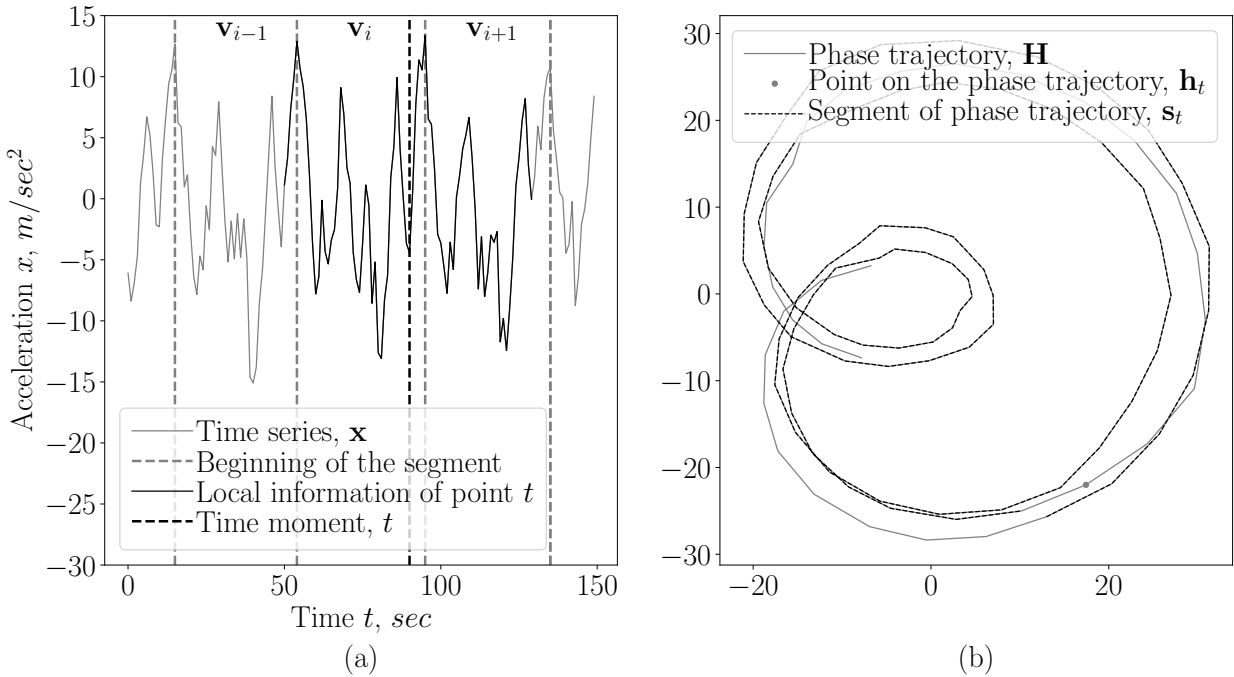 15
10
5
0
−5
−10
−15
−20
−25
−30
Acceleration x, m/sec²
v_{i−1}
v_i
v_{i+1}
Time series, x
Beginning of the segment
Local information of point t
Time moment, t
0
50
100
150
Time t, sec
(a)
30
20
10
0
−10
−20
−30
Phase trajectory, H
Point on the phase trajectory, h_t
Segment of phase trajectory, s_t
−20
0
20
(b)